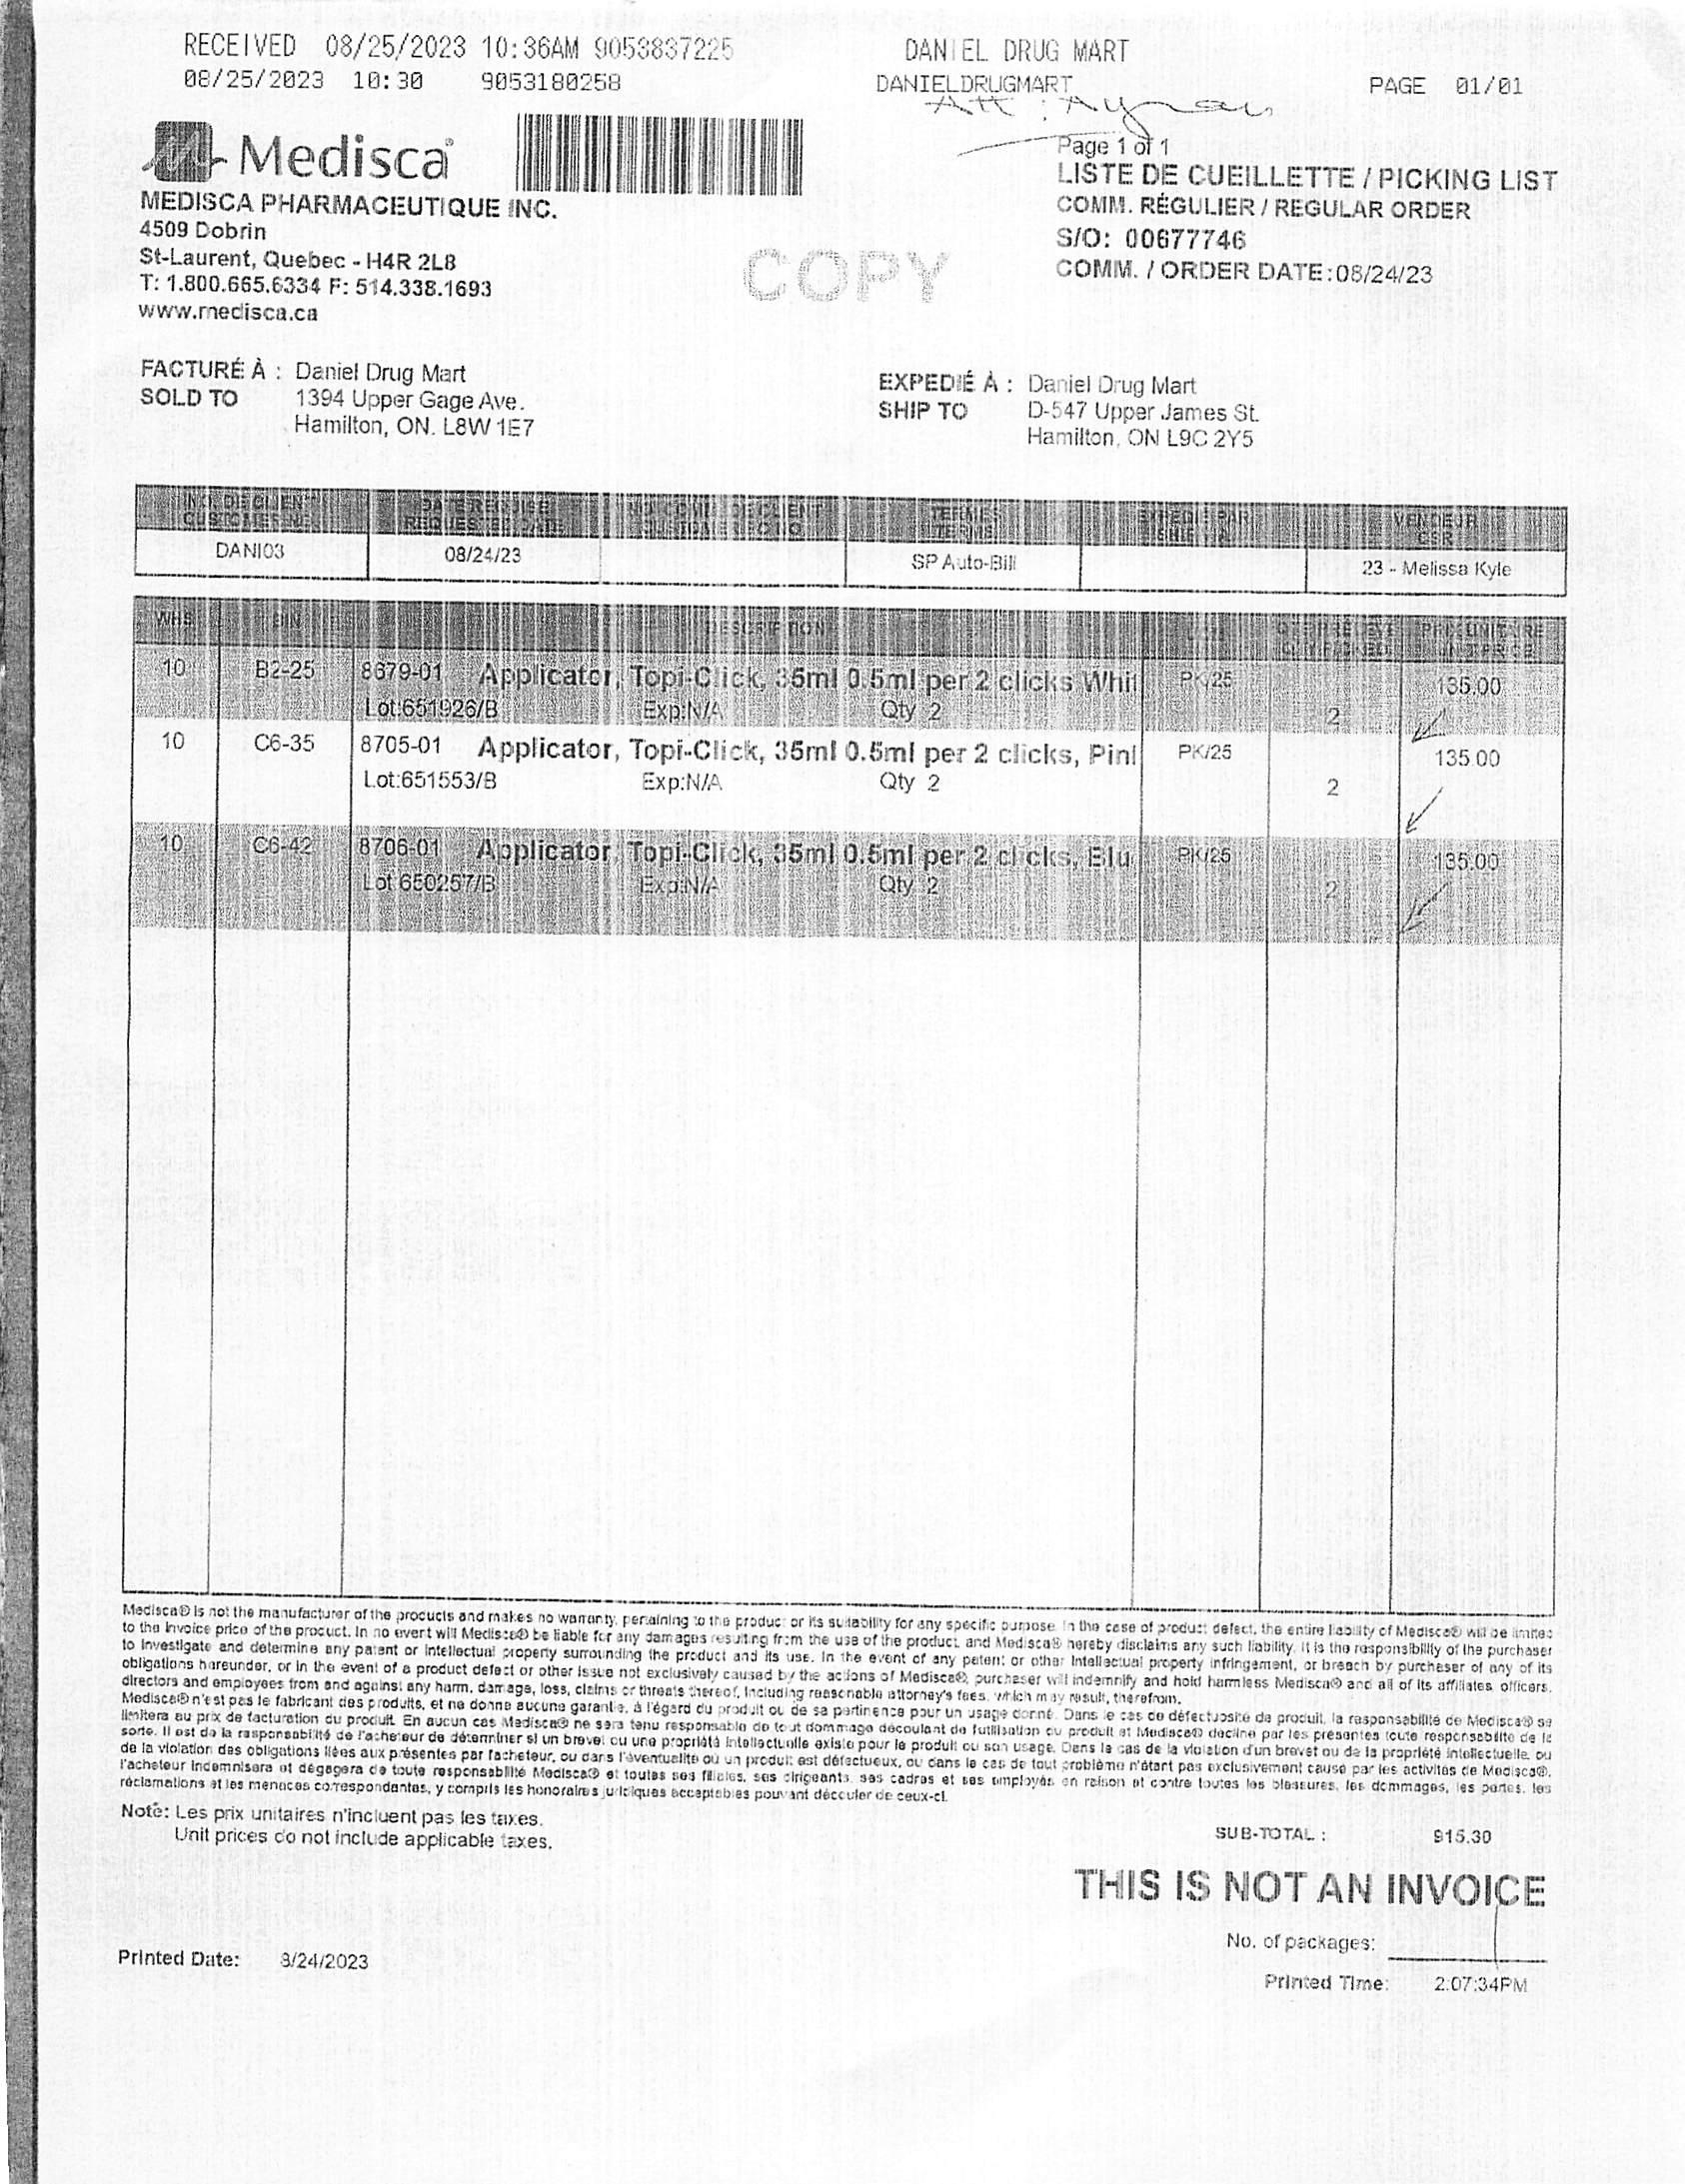 RECEIVED 08/25/2023 10:36AM 9053837225 DANIEL DRUG MART
08/25/2023 10:30 9053180258 DANIELDRUGMART PAGE 01/01
Att:
Medisca
MEDISCA PHARMACEUTIQUE INC.
4509 Dobrin
St-Laurent, Quebec - H4R 2L8
T: 1.800.665.6334 F: 514.338.1693
www.medisca.ca
COPY
Page 1 of 1
LISTE DE CUEILLETTE / PICKING LIST
COMM. RÉGULIER / REGULAR ORDER
S/O: 00677746
COMM. / ORDER DATE:08/24/23
FACTURÉ À : Daniel Drug Mart
SOLD TO 1394 Upper Gage Ave.
Hamilton, ON. L8W 1E7
EXPEDIÉ À : Daniel Drug Mart
SHIP TO D-547 Upper James St.
Hamilton, ON L9C 2Y5
NO. DE CLIENT DATE REQUISE NO. COMM. DE CLIENT TERMES EXPEDIE PAR VENDEUR
CUSTOMER NO. REQUESTED DATE CUSTOMER PO NO. TERMS SHIP VIA CSR
DANI03 08/24/23 SP Auto-Bill 23 - Melissa Kyle
WHS BIN DESCRIPTION PRIX UNITAIRE
UNIT PRICE
10 B2-25 8679-01 Applicator, Topi-Click, 35ml 0.5ml per 2 clicks Whit PK/25 135.00
Lot:651926/B Exp:N/A Qty 2 2
10 C6-35 8705-01 Applicator, Topi-Click, 35ml 0.5ml per 2 clicks, Pinl PK/25 135.00
Lot:651553/B Exp:N/A Qty 2 2
10 C6-42 8706-01 Applicator, Topi-Click, 35ml 0.5ml per 2 clicks, Blu PK/25 135.00
Lot:650257/B Exp:N/A Qty 2 2
Medisca® is not the manufacturer of the products and makes no warranty, pertaining to the product or its suitability for any specific purpose. In the case of product defect, the entire liability of Medisca® will be limited
to the invoice price of the product. In no event will Medisca® be liable for any damages resulting from the use of the product and Medisca® hereby disclaims any such liability. It is the responsibility of the purchaser
to investigate and determine any patent or intellectual property surrounding the product and its use. In the event of any patent or other intellectual property infringement, or breach by purchaser of any of its
obligations hereunder, or in the event of a product defect or other issue not exclusively caused by the actions of Medisca®, purchaser will indemnify and hold harmless Medisca® and all of its affiliates, officers,
directors and employees from and against any harm, damage, loss, claims or threats thereof, including reasonable attorney's fees, which may result, therefrom.
Medisca® n'est pas le fabricant des produits, et ne donne aucune garantie, à l'égard du produit ou de sa pertinence pour un usage donné. Dans le cas de défectuosité de produit, la responsabilité de Medisca® se
limitera au prix de facturation du produit. En aucun cas Medisca® ne sera tenu responsable de tout dommage découlant de l'utilisation du produit et Medisca® décline par les présentes toute responsabilité de la
sorte. Il est de la responsabilité de l'acheteur de déterminer si un brevet ou une propriété intellectuelle existe pour le produit ou son usage. Dans le cas de la violation d'un brevet ou de la propriété intellectuelle, ou
de la violation des obligations liées aux présentes par l'acheteur, ou dans l'éventualité où un produit est défectueux, ou dans le cas de tout problème n'étant pas exclusivement causé par les activités de Medisca®,
l'acheteur indemnisera et dégagera de toute responsabilité Medisca® et toutes ses filiales, ses dirigeants, ses cadres et ses employés en raison et contre toutes les blessures, les dommages, les pertes, les
réclamations et les menaces correspondantes, y compris les honoraires juridiques acceptables pouvant découler de ceux-ci.
Note: Les prix unitaires n'incluent pas les taxes.
Unit prices do not include applicable taxes.
SUB-TOTAL : 915.30
THIS IS NOT AN INVOICE
No. of packages:
Printed Date: 8/24/2023
Printed Time: 2:07:34PM